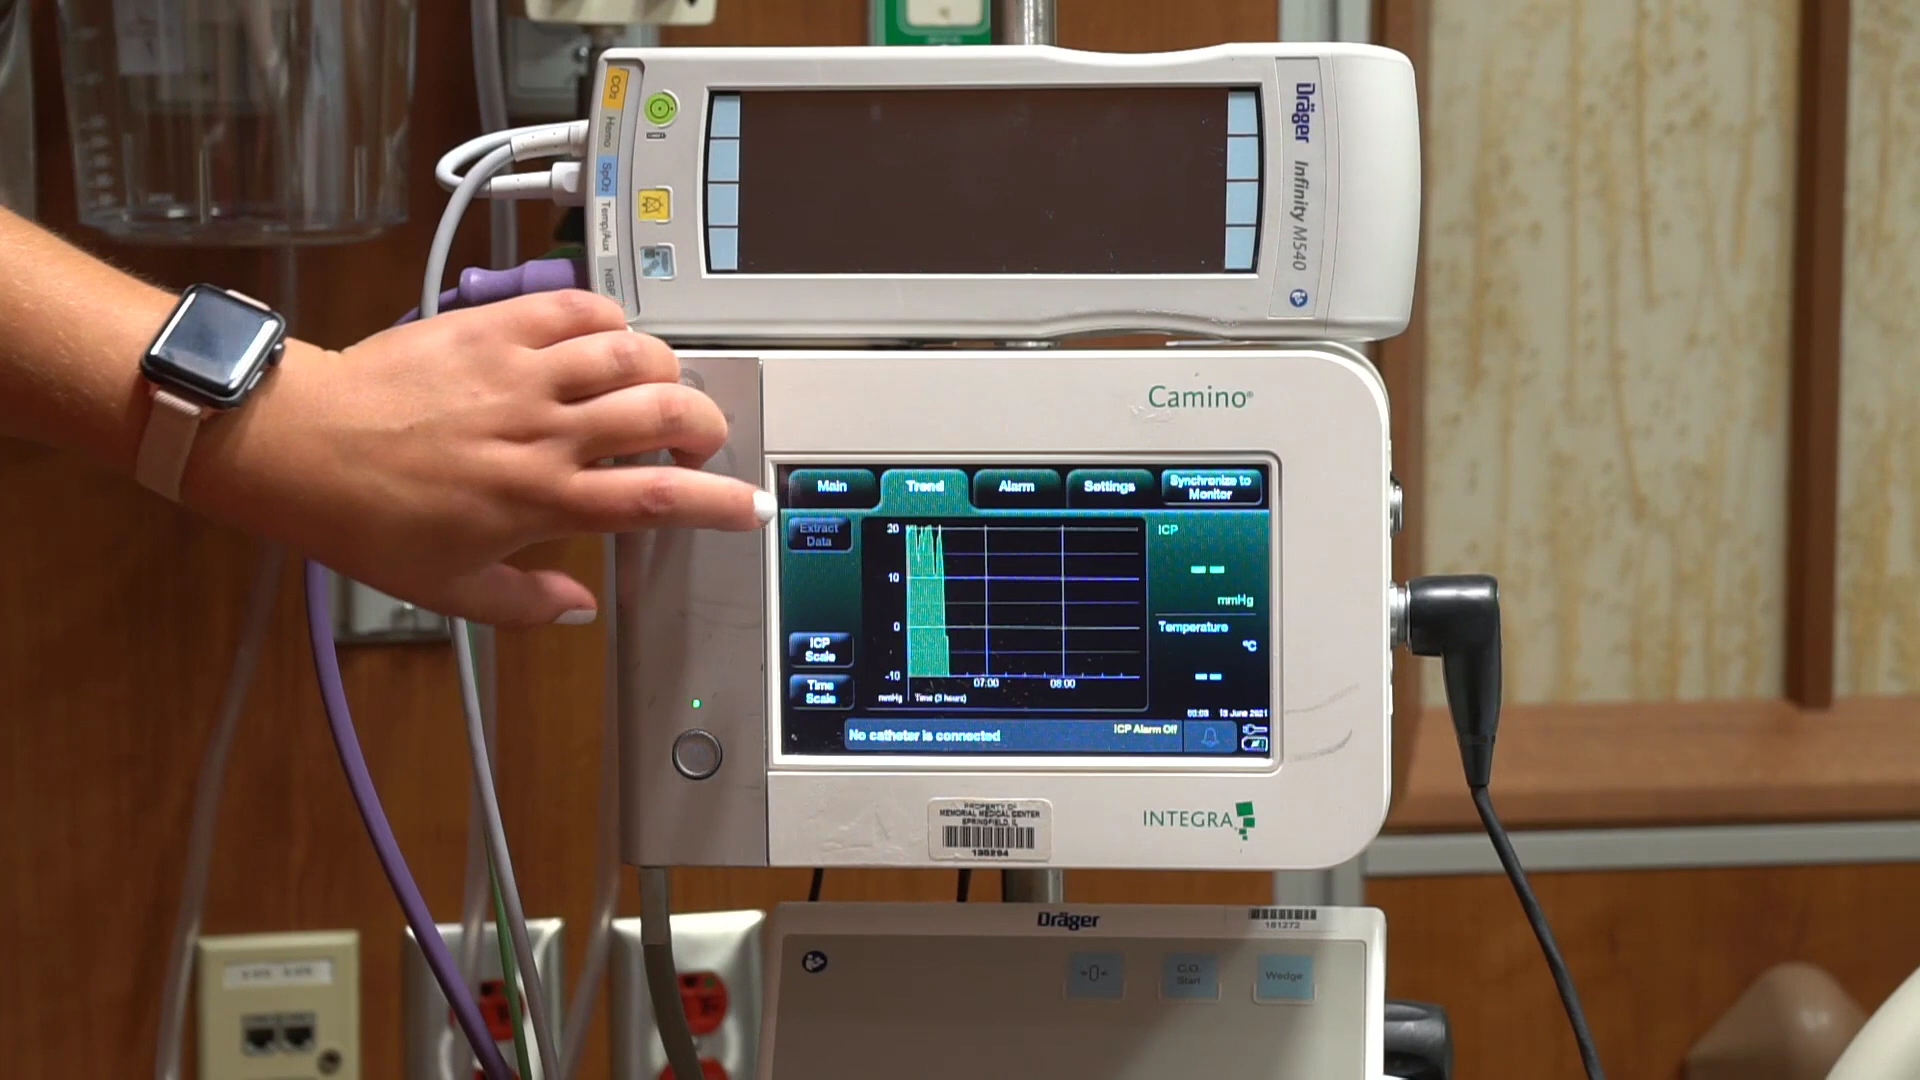 CO2
Hemo
SpO2
Temp/Aux
NIBP
Dräger
Infinity M540
Camino®
Main
Trend
Alarm
Settings
Synchronize to
Monitor
Extract
Data
20
10
0
-10
ICP
mmHg
Temperature
°C
ICP
Scale
Time
Scale
07:00
08:00
mmHg
Time (3 hours)
June 2021
No catheter is connected
ICP Alarm Off
PROPERTY OF
MEMORIAL MEDICAL CENTER
SPRINGFIELD, IL
INTEGRA
Dräger
161272
C.O.
Start
Wedge